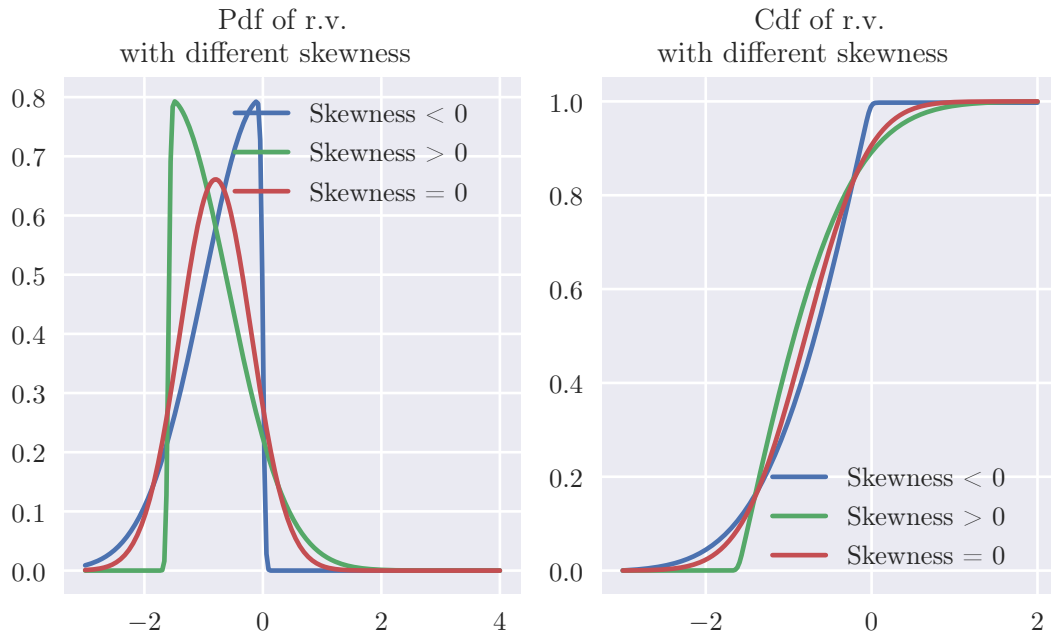 Pdf of r.v.
with different skewness
0.8
0.7
0.6
0.5
0.4
0.3
0.2
0.1
0.0
−2
0
2
4
Skewness < 0
Skewness > 0
Skewness = 0
Cdf of r.v.
with different skewness
1.0
0.8
0.6
0.4
0.2
0.0
−2
0
2
Skewness < 0
Skewness > 0
Skewness = 0